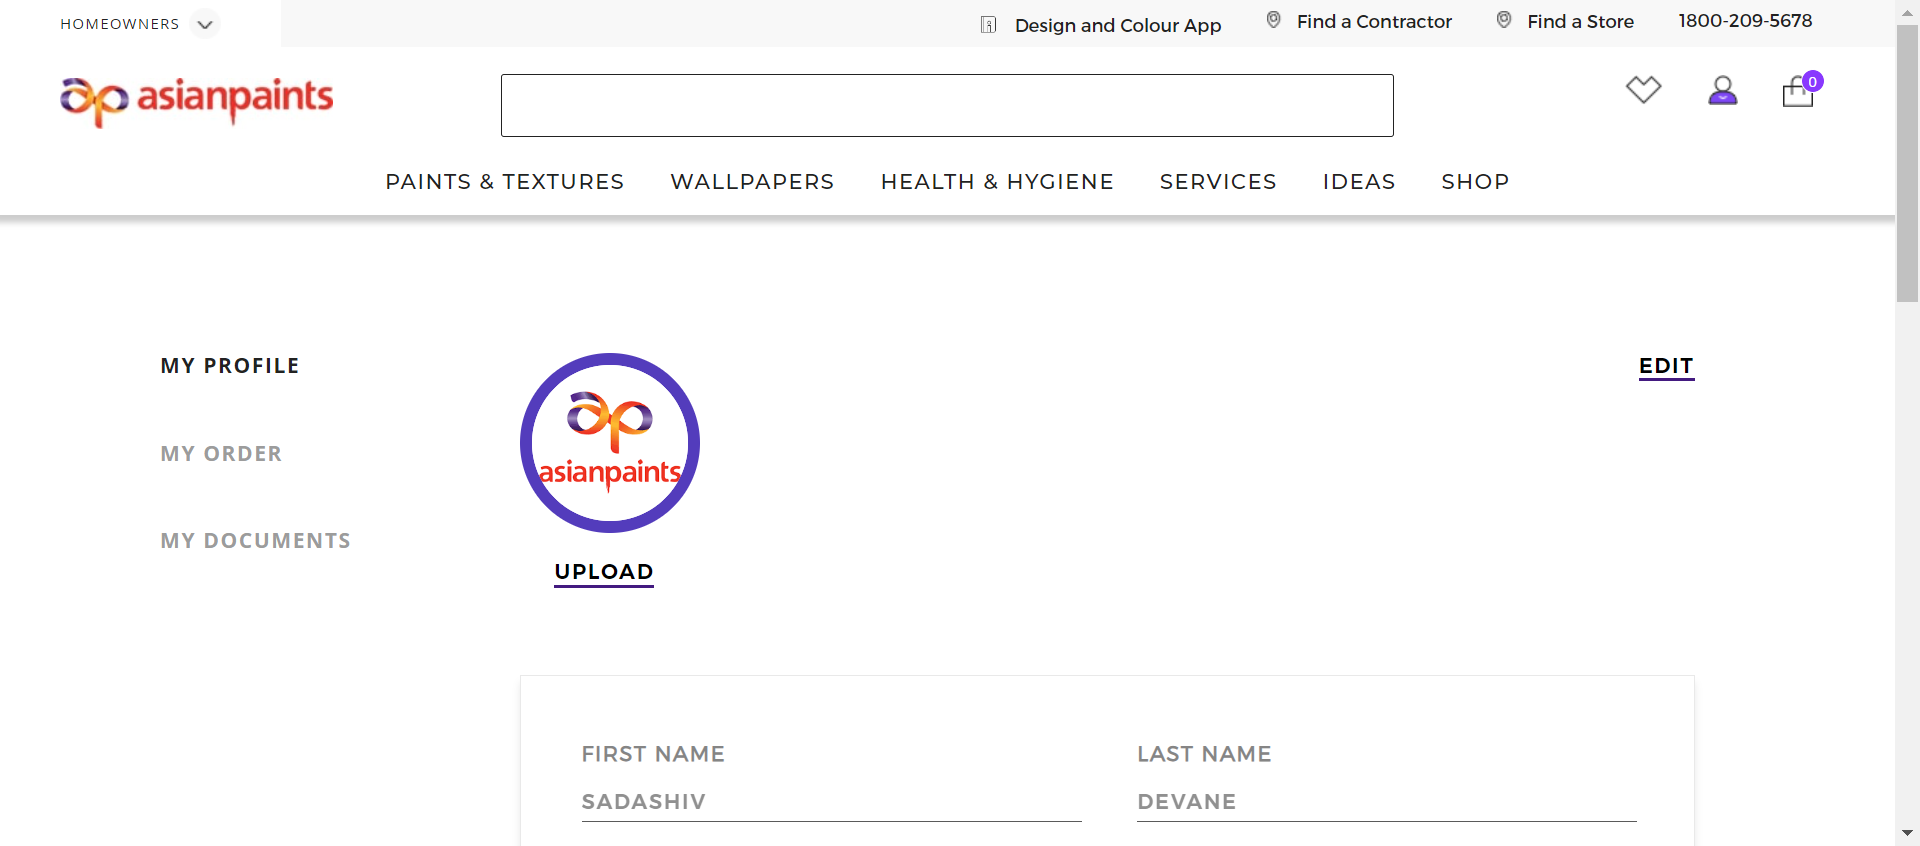 HOMEOWNERS
Design and Colour App
Find a Contractor
Find a Store
1800-209-5678
asianpaints
0
PAINTS & TEXTURES
WALLPAPERS
HEALTH & HYGIENE
SERVICES
IDEAS
SHOP
MY PROFILE
EDIT
MY ORDER
asianpaints
MY DOCUMENTS
UPLOAD
FIRST NAME
LAST NAME
SADASHIV
DEVANE